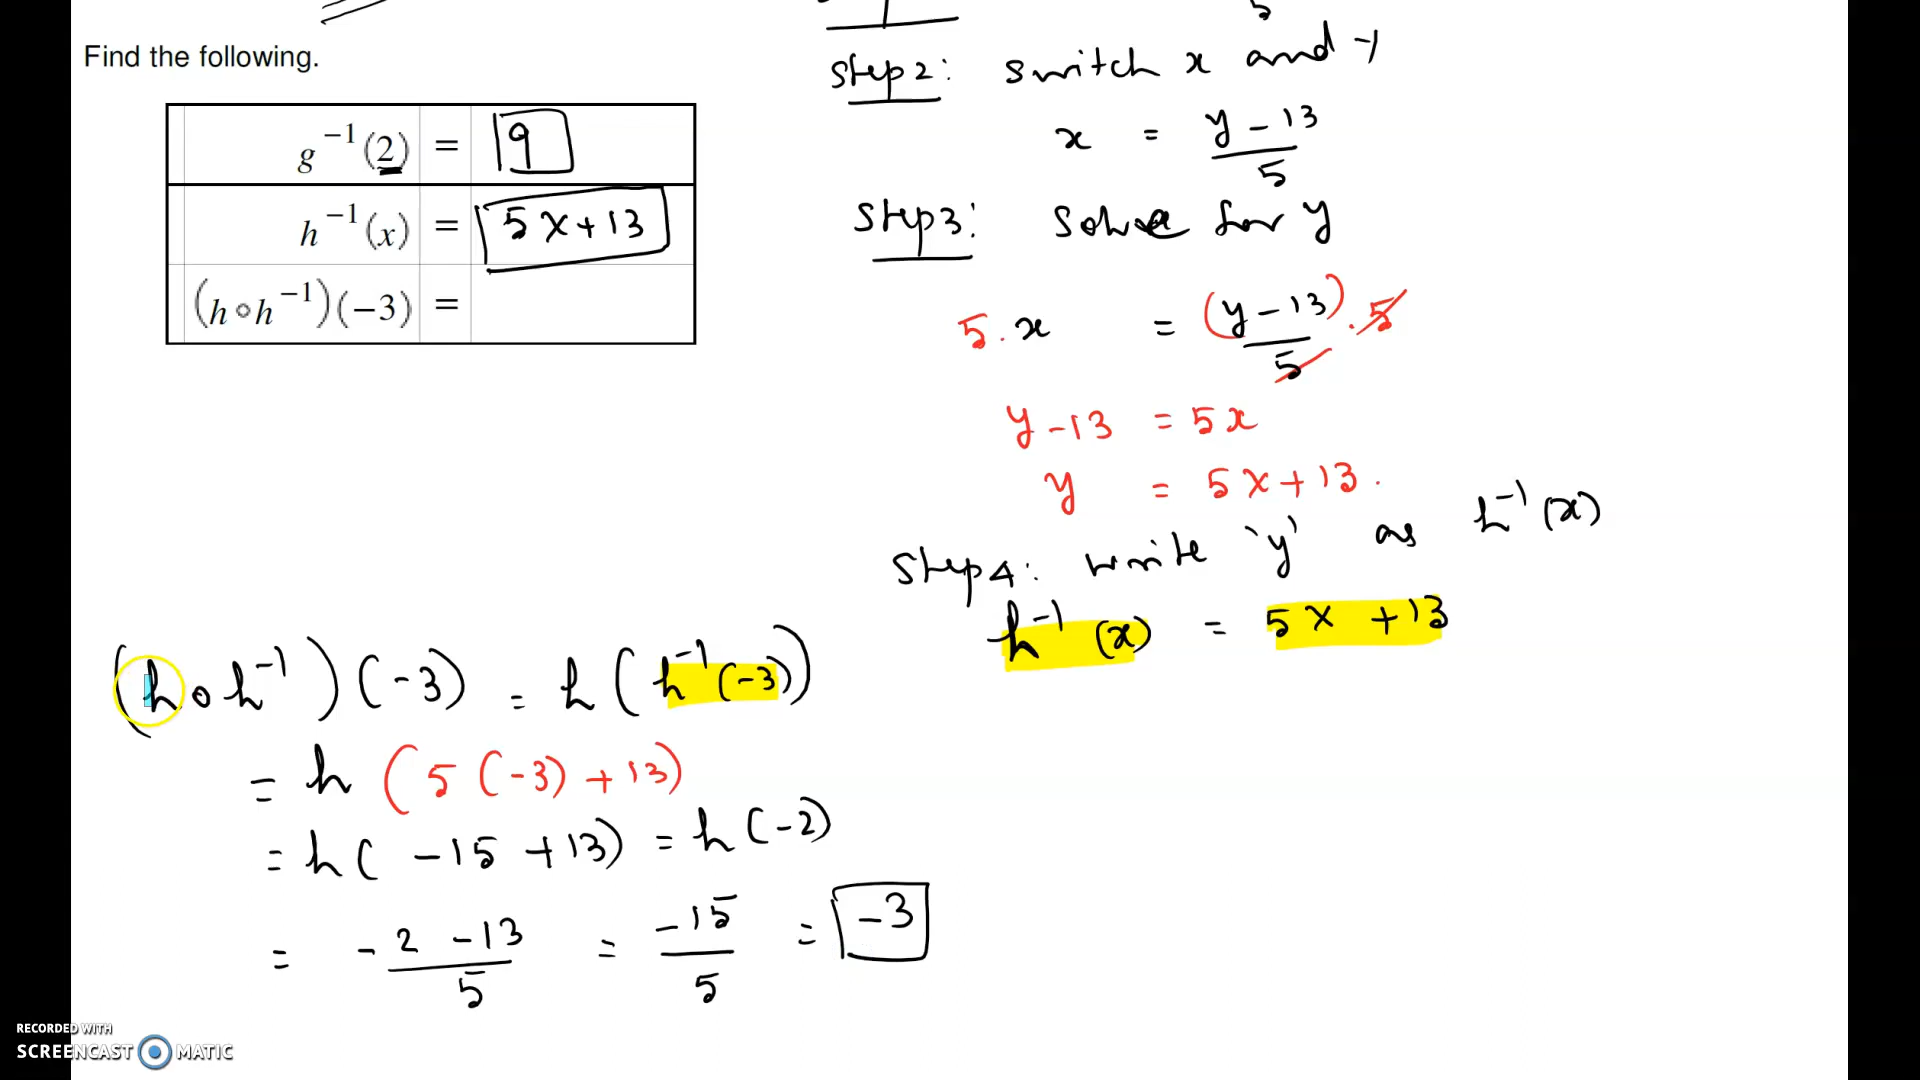 Find the following.
g⁻¹(2) = 9
h⁻¹(x) = 5x+13
(h∘h⁻¹)(−3) =
5
Step 2: switch x and y
x = y − 13
5
Step 3: Solve for y
5 . x = (y − 13) . 5
5
y − 13 = 5x
y = 5x+13.
Step 4: write 'y' as h⁻¹(x)
h⁻¹(x) = 5x + 13
(h∘h⁻¹)(−3) = h(h⁻¹(−3))
= h (5(−3) + 13)
= h(−15 + 13) = h(−2)
= −2 − 13 = −15 = −3
5 5
RECORDED WITH
SCREENCAST MATIC